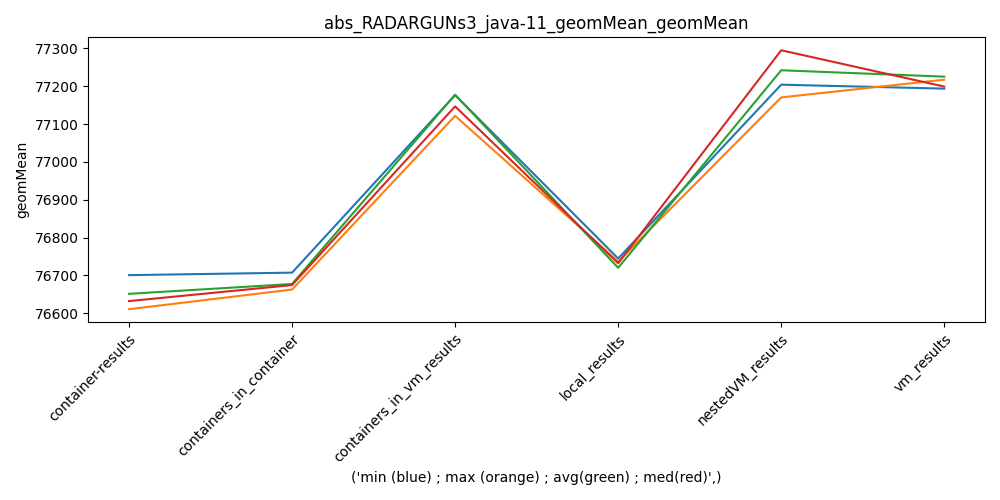 abs_RADARGUNs3_java-11_geomMean_geomMean
77300
77200
77100
77000
76900
76800
76700
76600
geomMean
container-results
containers_in_container
containers_in_vm_results
local_results
nestedVM_results
vm_results
('min (blue) ; max (orange) ; avg(green) ; med(red)',)